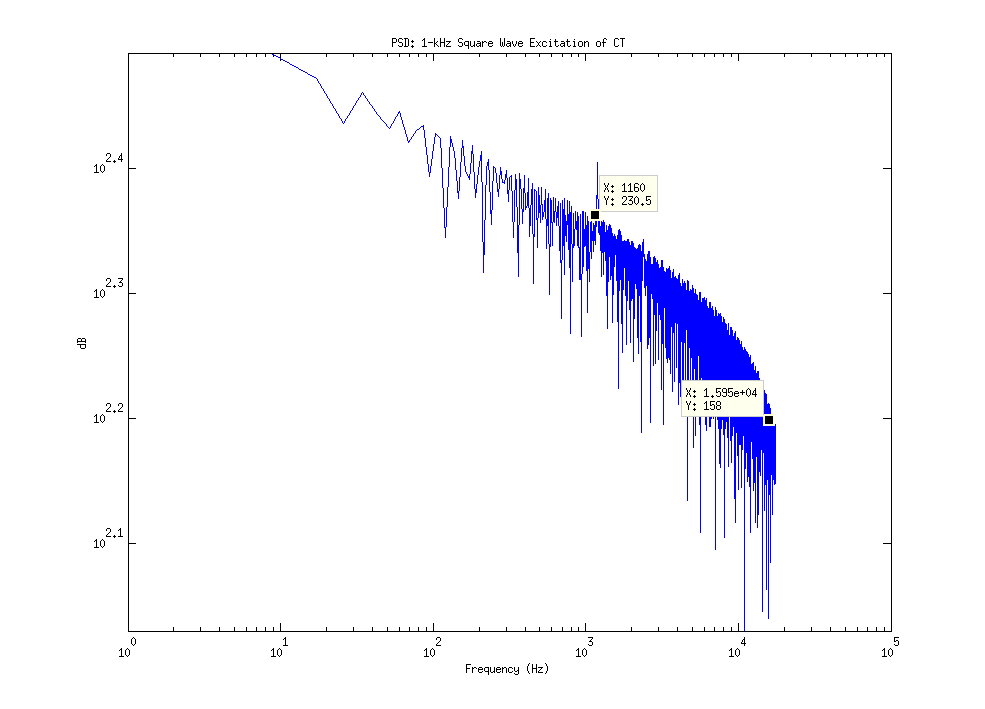 PSD: 1-kHz Square Wave Excitation of CT
10^2.4
X: 1160
Y: 230.5
10^2.3
dB
X: 1.595e+04
Y: 158
10^2.2
10^2.1
10^0 10^1 10^2 10^3 10^4 10^5
Frequency (Hz)